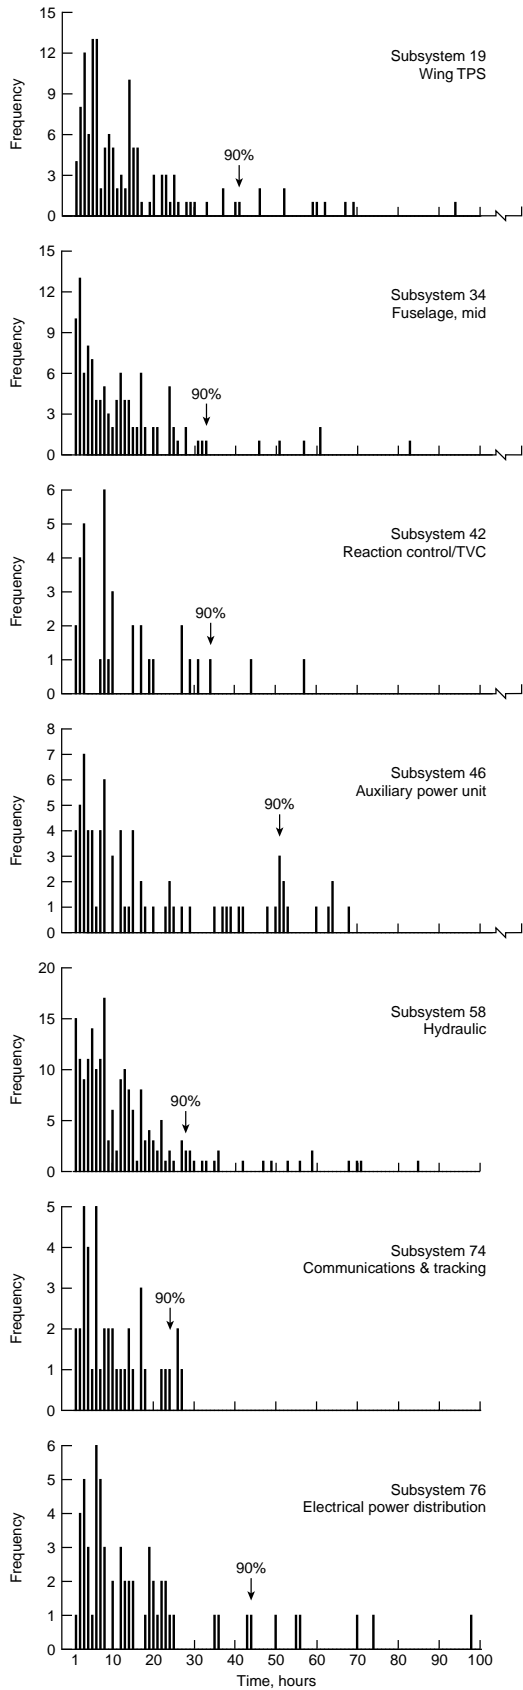 15
12
9
6
3
0
Frequency
Subsystem 19
Wing TPS
90%
15
12
9
6
3
0
Frequency
Subsystem 34
Fuselage, mid
90%
6
5
4
3
2
1
0
Frequency
Subsystem 42
Reaction control/TVC
90%
8
7
6
5
4
3
2
1
0
Frequency
Subsystem 46
Auxiliary power unit
90%
20
15
10
5
0
Frequency
Subsystem 58
Hydraulic
90%
5
4
3
2
1
0
Frequency
Subsystem 74
Communications & tracking
90%
6
5
4
3
2
1
0
Frequency
Subsystem 76
Electrical power distribution
90%
1 10 20 30 40 50 60 70 80 90 100
Time, hours